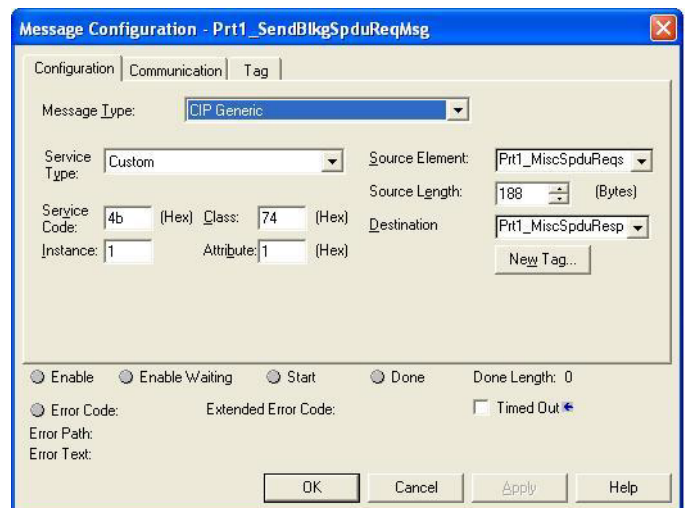 Message Configuration - Prt1_SendBlkgSpduReqMsg
Configuration Communication Tag
Message Type: CIP Generic
Service Type: Custom
Source Element: Prt1_MiscSpduReqs
Source Length: 188 (Bytes)
Service Code: 4b (Hex) Class: 74 (Hex)
Destination Prt1_MiscSpduResp
Instance: 1 Attribute: 1 (Hex)
New Tag...
Enable Enable Waiting Start Done Done Length: 0
Error Code: Extended Error Code: Timed Out
Error Path:
Error Text:
OK Cancel Apply Help